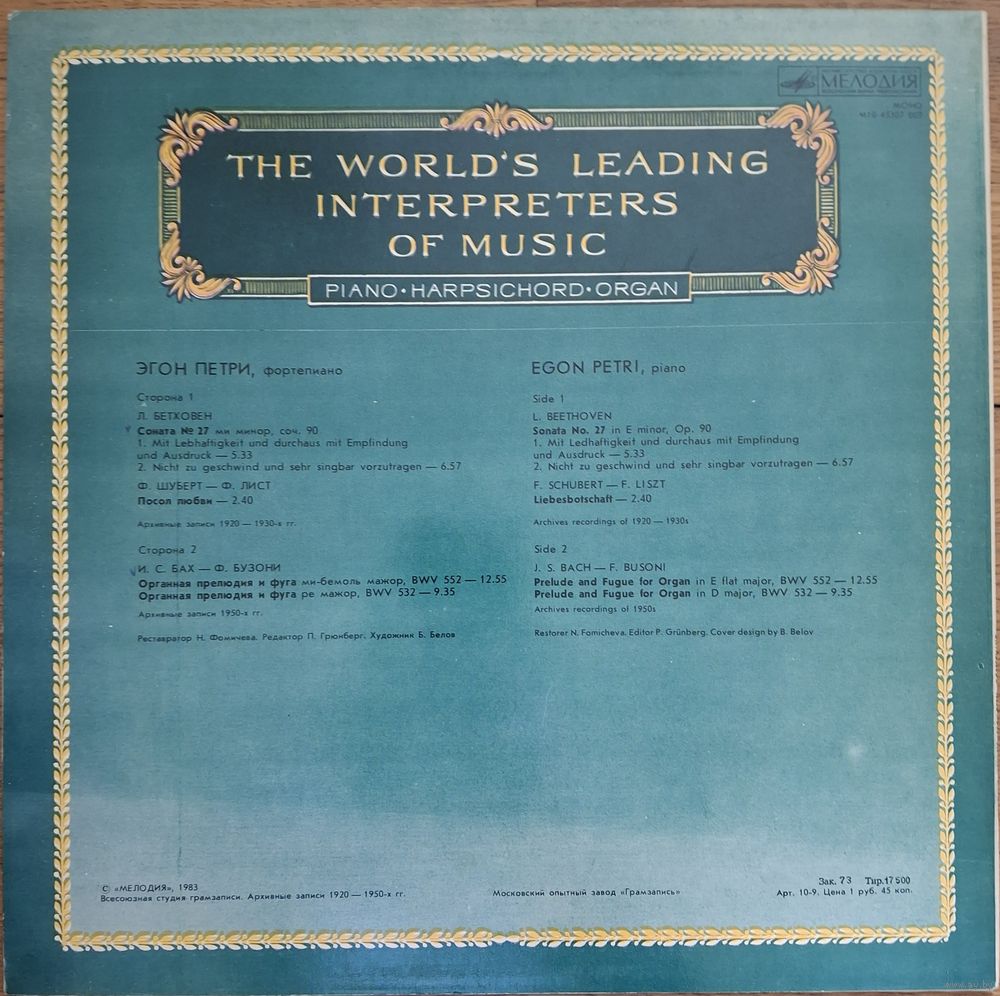 МЕЛОДИЯ
МОНО
THE WORLD'S LEADING
INTERPRETERS
OF MUSIC
PIANO·HARPSICHORD·ORGAN
ЭГОН ПЕТРИ, фортепиано
Сторона 1
Л. БЕТХОВЕН
Соната № 27 ми минор, соч. 90
1. Mit Lebhaftigkeit und durchaus mit Empfindung
und Ausdruck — 5.33
2. Nicht zu geschwind und sehr singbar vorzutragen — 6.57
Ф. ШУБЕРТ — Ф. ЛИСТ
Посол любви — 2.40
Архивные записи 1920 — 1930-х гг.
Сторона 2
И. С. БАХ — Ф. БУЗОНИ
Органная прелюдия и фуга ми-бемоль мажор, BWV 552 — 12.55
Органная прелюдия и фуга ре мажор, BWV 532 — 9.35
Архивные записи 1950-х гг.
Реставратор Н. Фомичева. Редактор П. Грюнберг. Художник Б. Белов
EGON PETRI, piano
Side 1
L. BEETHOVEN
Sonata No. 27 in E minor, Op. 90
1. Mit Ledhaftigkeit und durchaus mit Empfindung
und Ausdruck — 5.33
2. Nicht zu geschwind und sehr singbar vorzutragen — 6.57
F. SCHUBERT — F. LISZT
Liebesbotschaft — 2.40
Archives recordings of 1920 — 1930s
Side 2
J. S. BACH — F. BUSONI
Prelude and Fugue for Organ in E flat major, BWV 552 — 12.55
Prelude and Fugue for Organ in D major, BWV 532 — 9.35
Archives recordings of 1950s
Restorer N. Fomicheva. Editor P. Grünberg. Cover design by B. Belov
© «МЕЛОДИЯ», 1983
Всесоюзная студия грамзаписи. Архивные записи 1920 — 1950-х гг.
Московский опытный завод «Грамзапись»
Зак. 73 Тир. 17 500
Арт. 10-9. Цена 1 руб. 45 коп.
www.ay.by